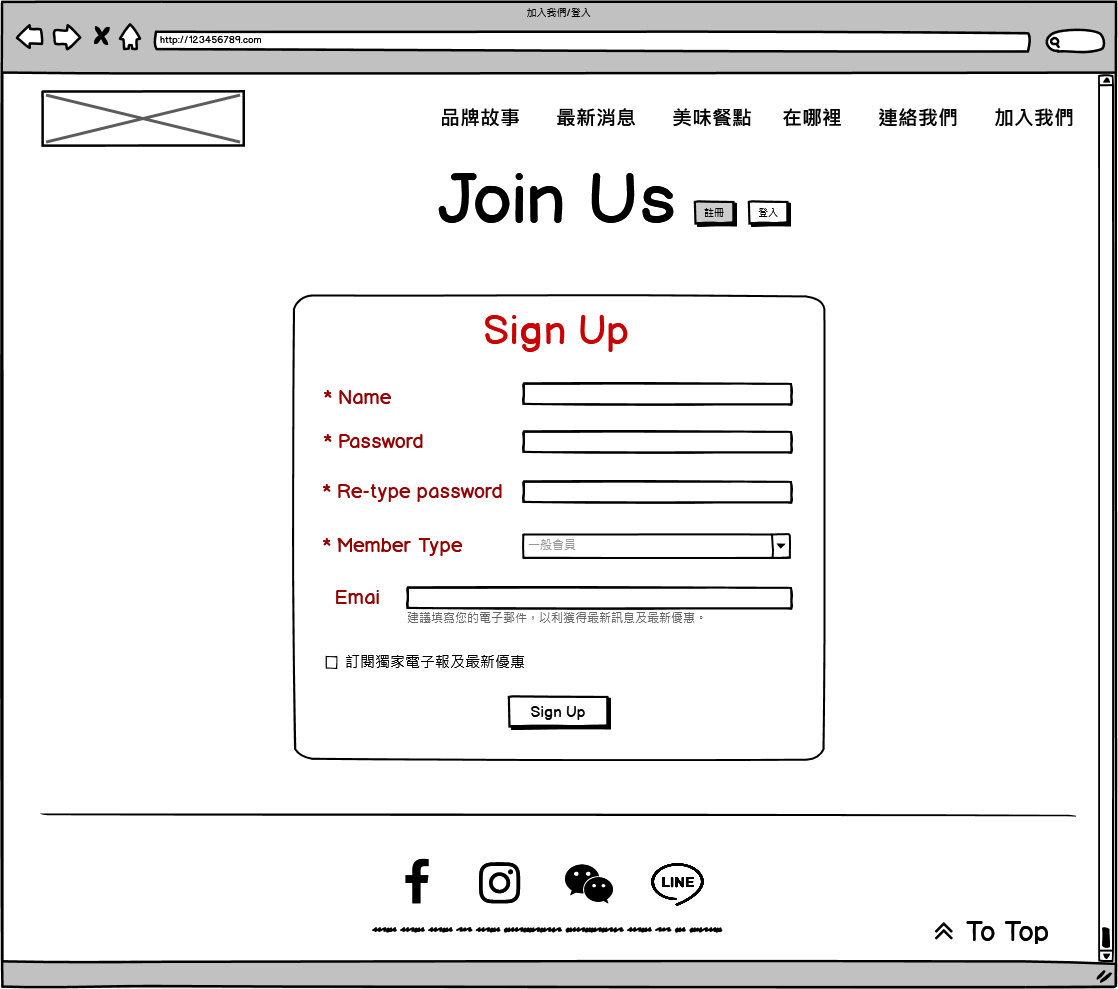 加入我們/登入
http://123456789.com
品牌故事 最新消息 美味餐點 在哪裡 連絡我們 加入我們
Join Us 註冊 登入
Sign Up
* Name
* Password
* Re-type password
* Member Type 一般會員
Emai
建議填寫您的電子郵件，以利獲得最新訊息及最新優惠。
訂閱獨家電子報及最新優惠
Sign Up
LINE
To Top